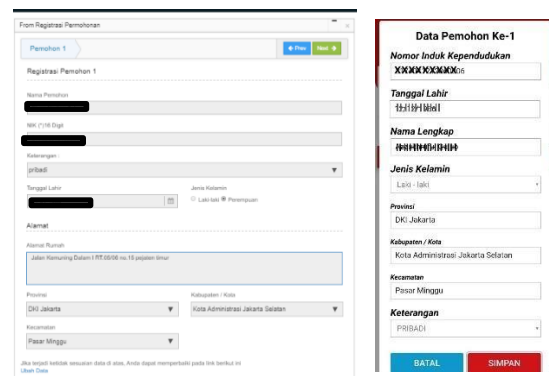 From Registrasi Permohonan
Pemohon 1
Prev
Next
Registrasi Pemohon 1
Nama Pemohon
NIK (*)16 Digit
Keterangan :
pribadi
Tanggal Lahir
Jenis Kelamin
Laki laki
Perempuan
Alamat
Alamat Rumah
Jalan Kemuning Dalam I RT.05/06 no.15 pejaten timur
Provinsi
Kabupaten / Kota
DKI Jakarta
Kota Administrasi Jakarta Selatan
Kecamatan
Pasar Minggu
Jika terjadi ketidak sesuaian data di atas, Anda dapat memperbaiki pada link berikut ini
Ubah Data
Data Pemohon Ke-1
Nomor Induk Kependudukan
Tanggal Lahir
Nama Lengkap
Jenis Kelamin
Laki - laki
Provinsi
DKI Jakarta
Kabupaten / Kota
Kota Administrasi Jakarta Selatan
Kecamatan
Pasar Minggu
Keterangan
PRIBADI
BATAL
SIMPAN